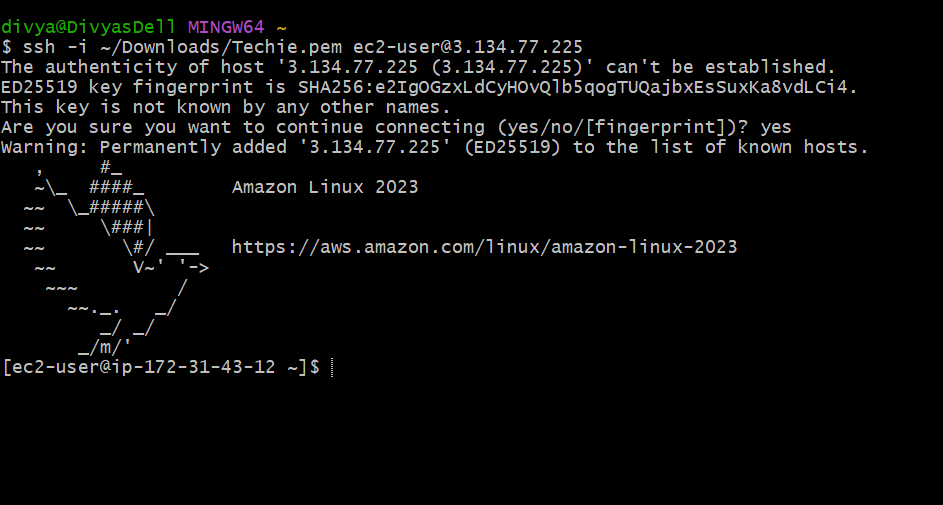 divya@DivyasDell MINGW64 ~
$ ssh -i ~/Downloads/Techie.pem ec2-user@3.134.77.225
The authenticity of host '3.134.77.225 (3.134.77.225)' can't be established.
ED25519 key fingerprint is SHA256:e2IgOGzxLdCyHOvQlb5qogTUQajbxEsSuxKa8vdLCi4.
This key is not known by any other names.
Are you sure you want to continue connecting (yes/no/[fingerprint])? yes
Warning: Permanently added '3.134.77.225' (ED25519) to the list of known hosts.
   ,     #_
   ~\_  ####_        Amazon Linux 2023
  ~~  \_#####\
  ~~     \###|
  ~~       \#/ ___   https://aws.amazon.com/linux/amazon-linux-2023
   ~~       V~' '->
    ~~~         /
      ~~._.   _/
         _/ _/
       _/m/'
[ec2-user@ip-172-31-43-12 ~]$